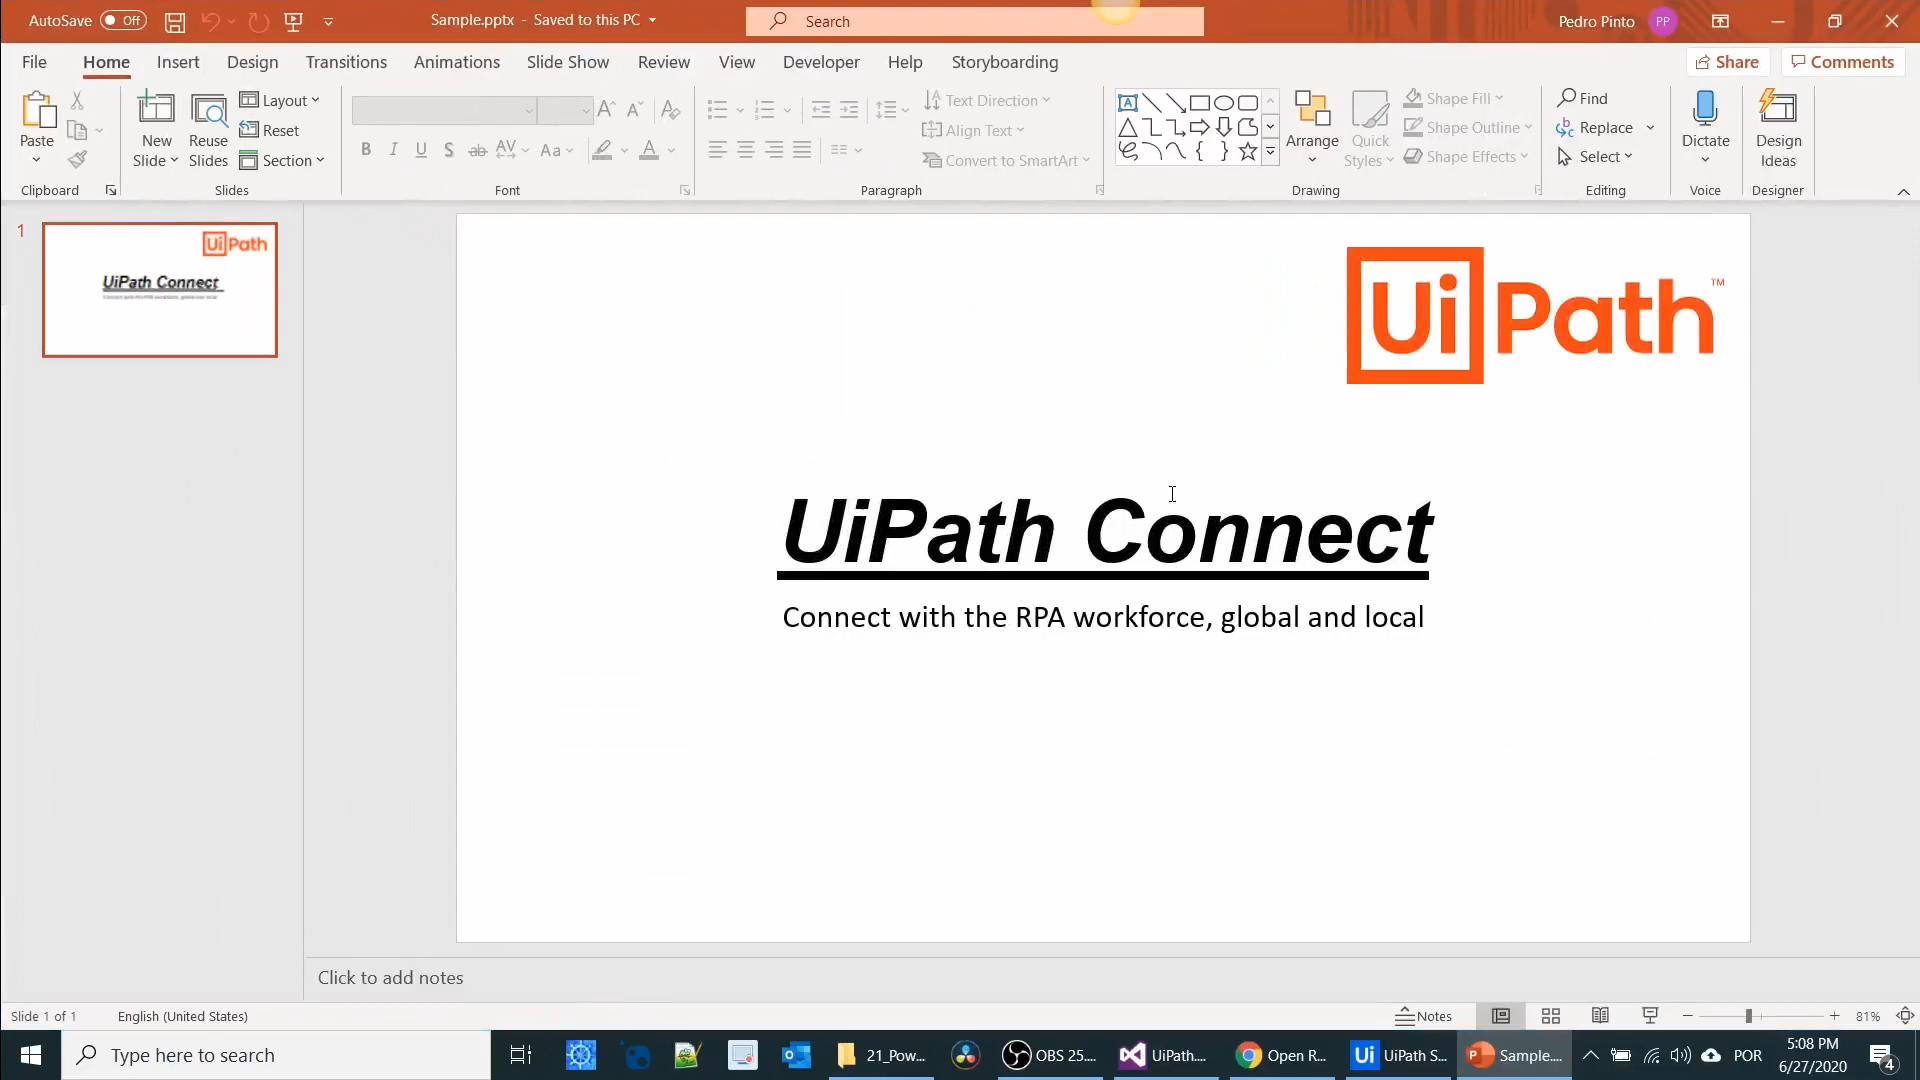 AutoSave Off
Sample.pptx - Saved to this PC
Search
Pedro Pinto PP
File Home Insert Design Transitions Animations Slide Show Review View Developer Help Storyboarding
Share Comments
Paste
New Slide
Reuse Slides
Layout
Reset
Section
B I U S ab AV Aa A
Text Direction
Align Text
Convert to SmartArt
Arrange
Quick Styles
Shape Fill
Shape Outline
Shape Effects
Find
Replace
Select
Dictate
Design Ideas
Clipboard Slides Font Paragraph Drawing Editing Voice Designer
1
UiPath
UiPath Connect
UiPath™
UiPath Connect
Connect with the RPA workforce, global and local
Click to add notes
Slide 1 of 1 English (United States) Notes 81%
Type here to search
21_Pow...
OBS 25....
UiPath....
Open R...
UiPath S...
Sample....
POR
5:08 PM
6/27/2020
4